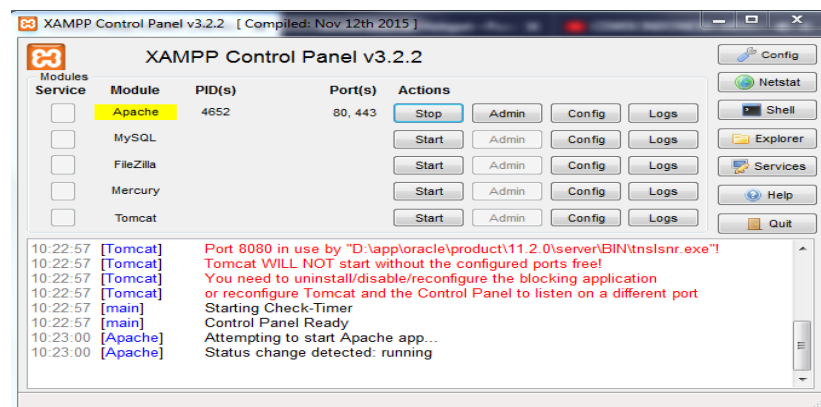 XAMPP Control Panel v3.2.2 [ Compiled: Nov 12th 2015 ]
XAMPP Control Panel v3.2.2
Config
Modules
Service Module PID(s) Port(s) Actions
Netstat
Apache 4652 80, 443 Stop Admin Config Logs
Shell
MySQL Start Admin Config Logs
Explorer
FileZilla Start Admin Config Logs
Services
Mercury Start Admin Config Logs
Help
Tomcat Start Admin Config Logs
Quit
10:22:57 [Tomcat] Port 8080 in use by "D:\app\oracle\product\11.2.0\server\BIN\tnslsnr.exe"!
10:22:57 [Tomcat] Tomcat WILL NOT start without the configured ports free!
10:22:57 [Tomcat] You need to uninstall/disable/reconfigure the blocking application
10:22:57 [Tomcat] or reconfigure Tomcat and the Control Panel to listen on a different port
10:22:57 [main] Starting Check-Timer
10:22:57 [main] Control Panel Ready
10:23:00 [Apache] Attempting to start Apache app...
10:23:00 [Apache] Status change detected: running